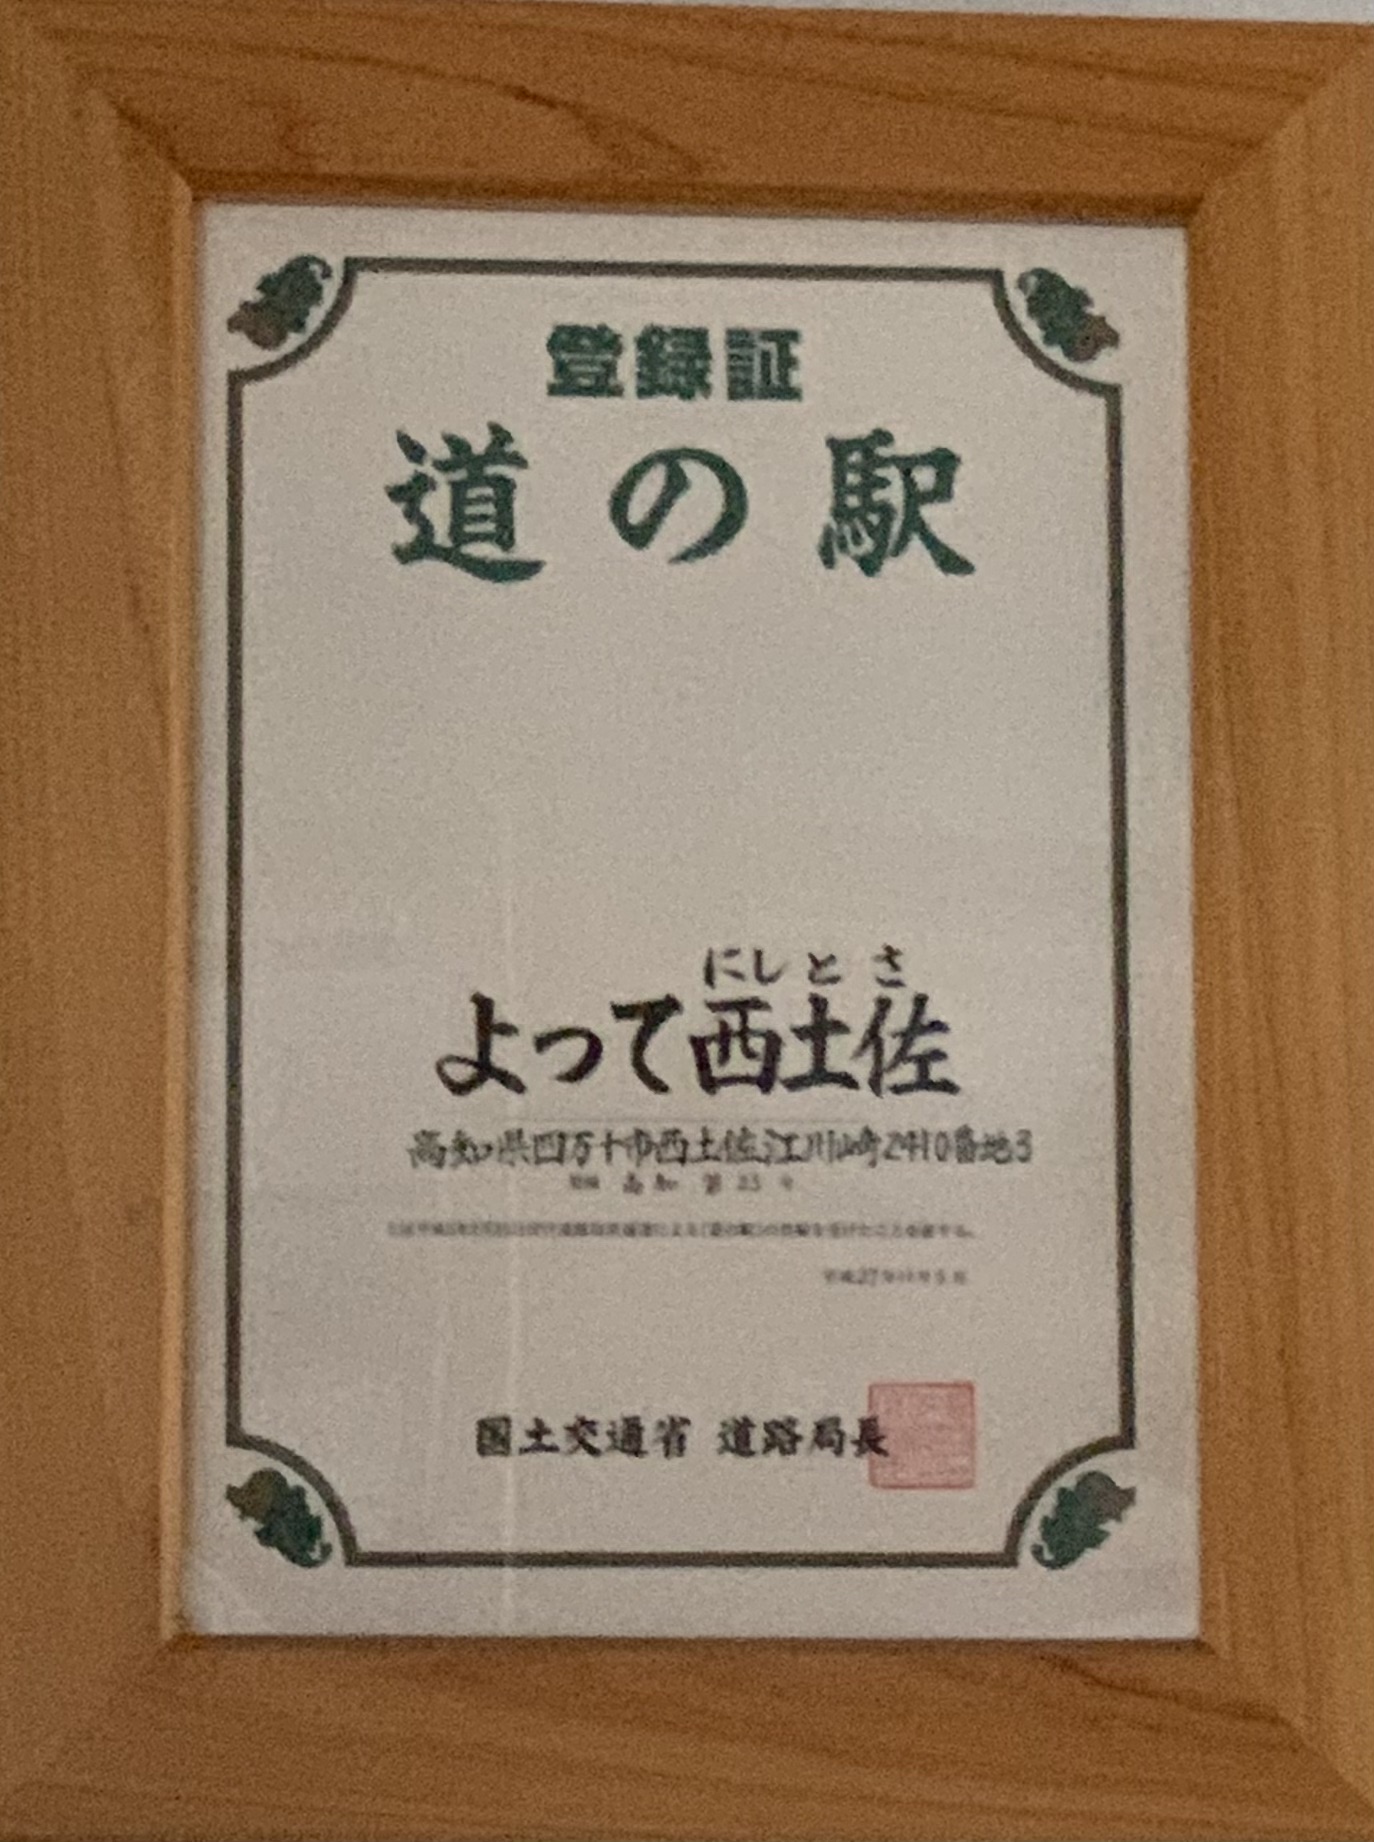 登録証
道の駅
にしとさ
よって西土佐
高知県四万十市西土佐江川崎2410番地3
国土交通省 道路局長